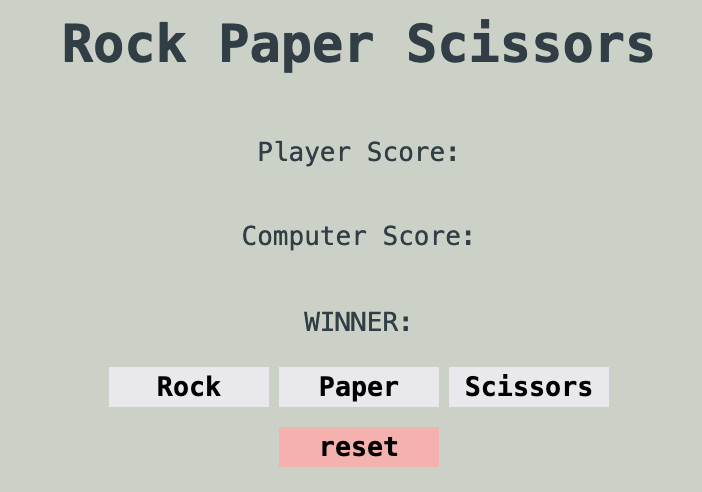 Rock Paper Scissors
Player Score:
Computer Score:
WINNER:
Rock Paper Scissors
reset